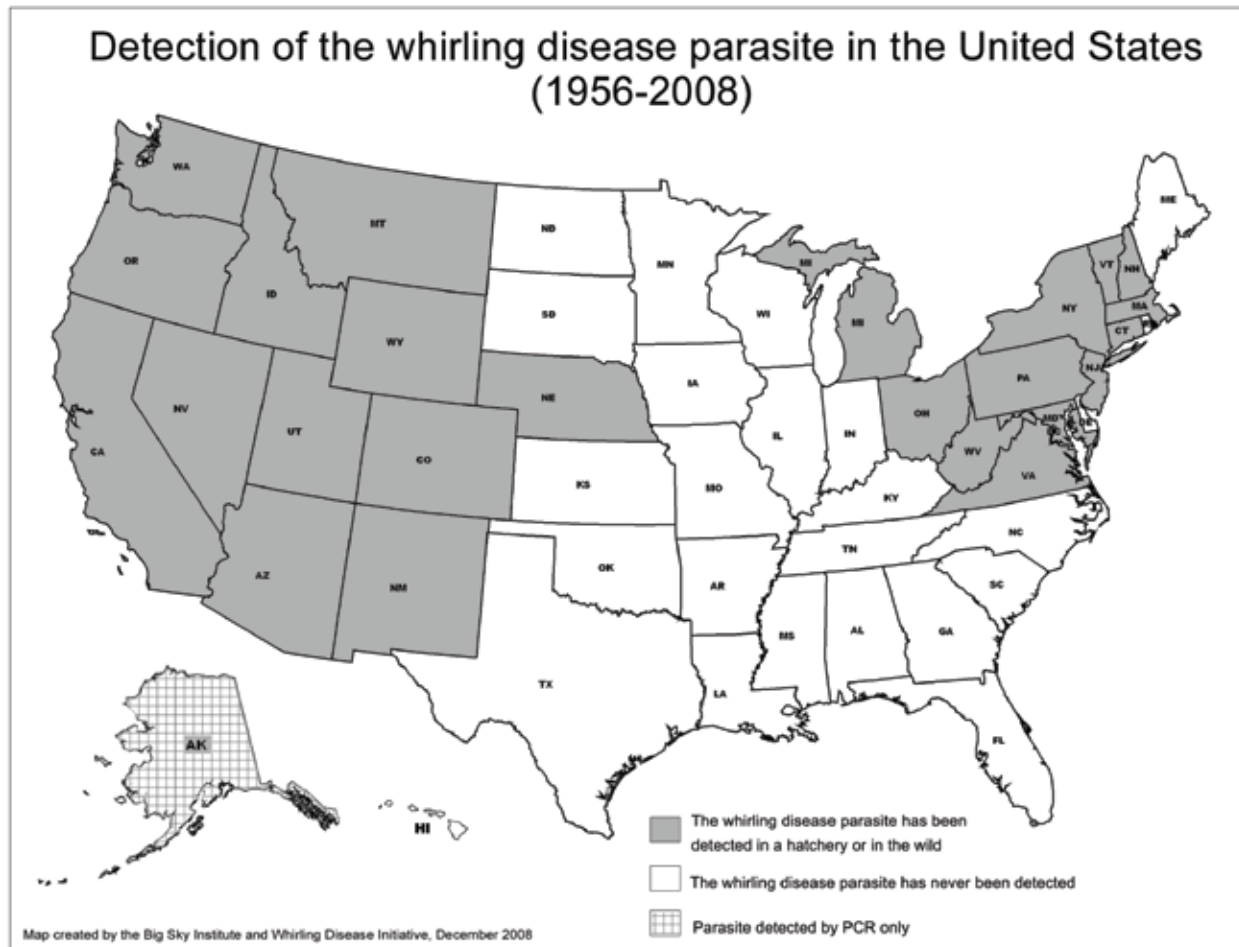 Detection of the whirling disease parasite in the United States
(1956-2008)
WA
MT
ND
MN
ME
OR
ID
SD
WI
MI
MI
VT
NH
NY
MA
CT
WY
IA
PA
NJ
NV
UT
CO
NE
IL
IN
OH
WV
VA
CA
KS
MO
KY
AZ
NM
OK
AR
TN
NC
SC
MS
AL
GA
TX
LA
FL
AK
HI
The whirling disease parasite has been
detected in a hatchery or in the wild
The whirling disease parasite has never been detected
Parasite detected by PCR only
Map created by the Big Sky Institute and Whirling Disease Initiative, December 2008